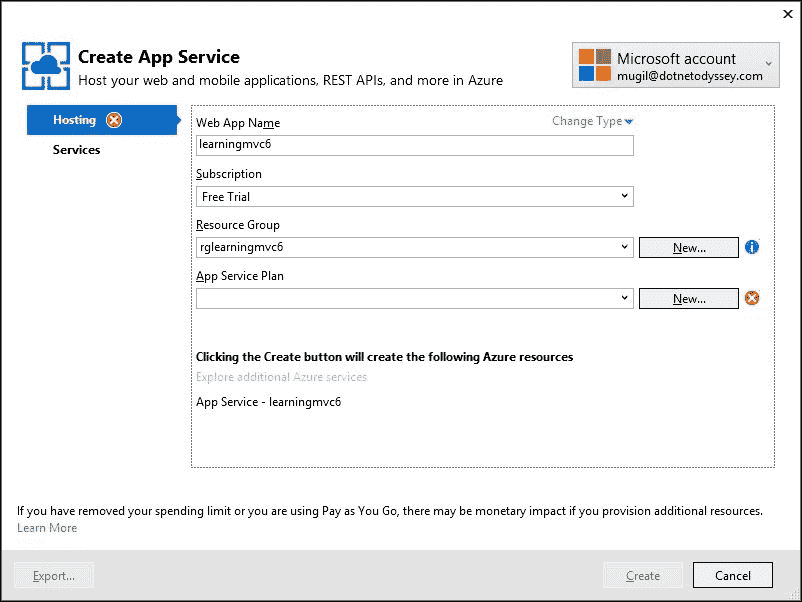 Create App Service
Host your web and mobile applications, REST APIs, and more in Azure
Microsoft account
mugil@dotnetodyssey.com
Hosting
Services
Web App Name
Change Type
learningmvc6
Subscription
Free Trial
Resource Group
rglearningmvc6
New...
App Service Plan
New...
Clicking the Create button will create the following Azure resources
Explore additional Azure services
App Service - learningmvc6
If you have removed your spending limit or you are using Pay as You Go, there may be monetary impact if you provision additional resources.
Learn More
Export...
Create
Cancel